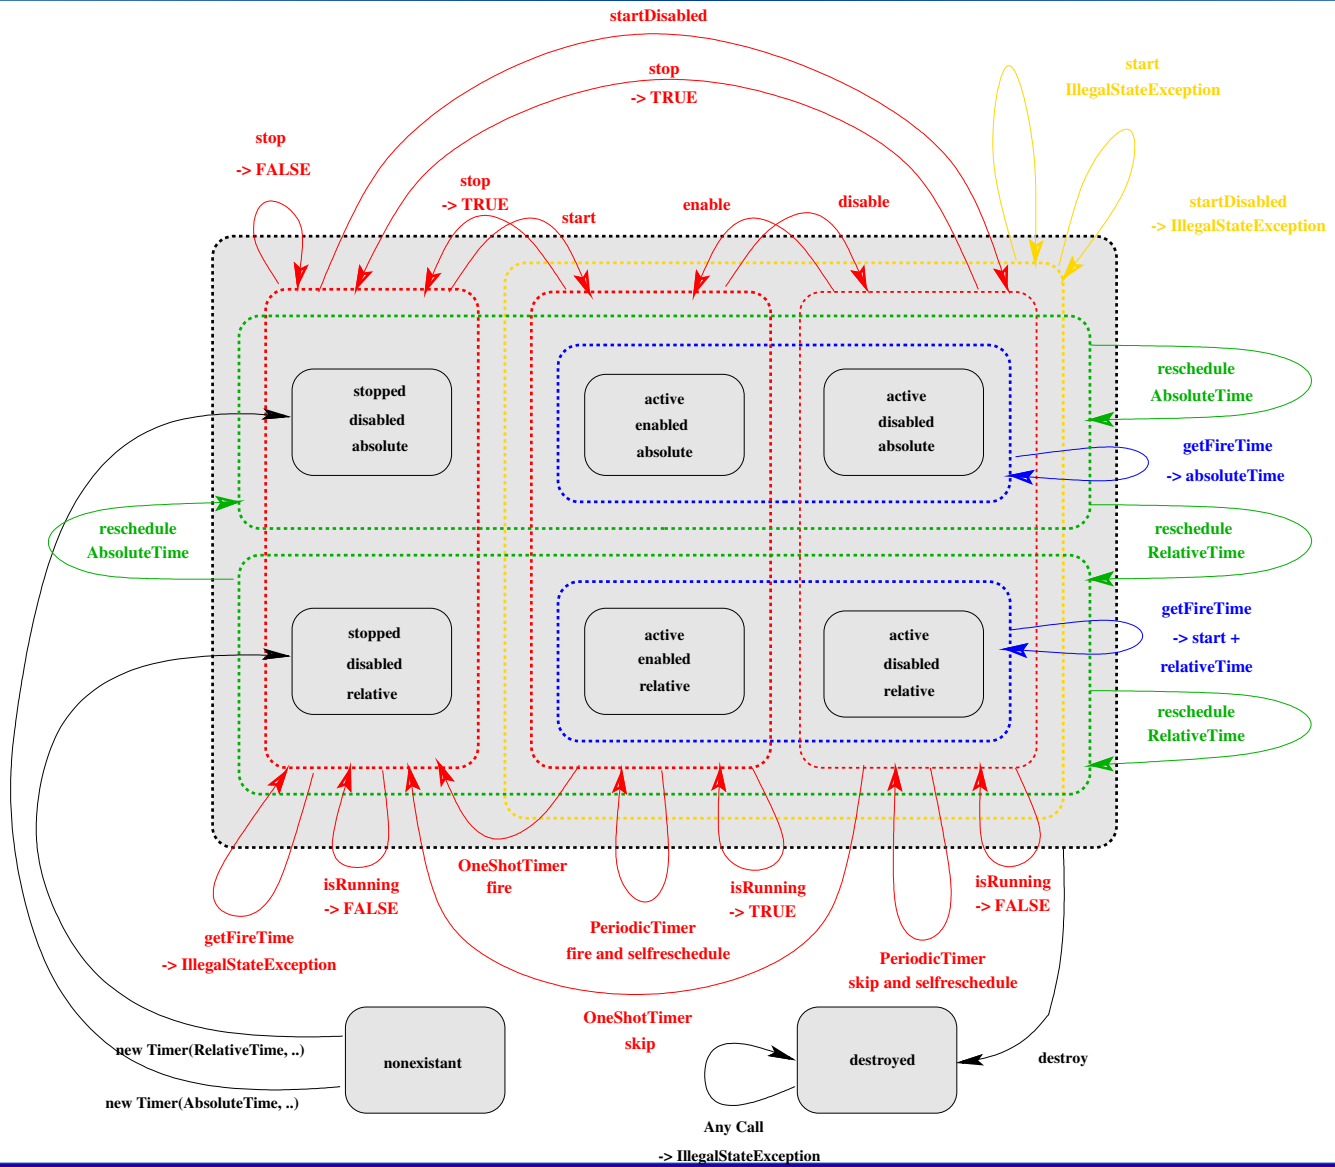 startDisabled
stop
-> TRUE
start
IllegalStateException
stop
-> FALSE
stop
-> TRUE
start
enable
disable
startDisabled
-> IllegalStateException
stopped
disabled
absolute
active
enabled
absolute
active
disabled
absolute
reschedule
AbsoluteTime
getFireTime
-> absoluteTime
reschedule
AbsoluteTime
reschedule
RelativeTime
stopped
disabled
relative
active
enabled
relative
active
disabled
relative
getFireTime
-> start +
relativeTime
reschedule
RelativeTime
OneShotTimer
fire
isRunning
-> FALSE
isRunning
-> TRUE
isRunning
-> FALSE
getFireTime
-> IllegalStateException
PeriodicTimer
fire and selfreschedule
PeriodicTimer
skip and selfreschedule
OneShotTimer
skip
new Timer(RelativeTime, ..)
new Timer(AbsoluteTime, ..)
nonexistant
destroyed
destroy
Any Call
-> IllegalStateException